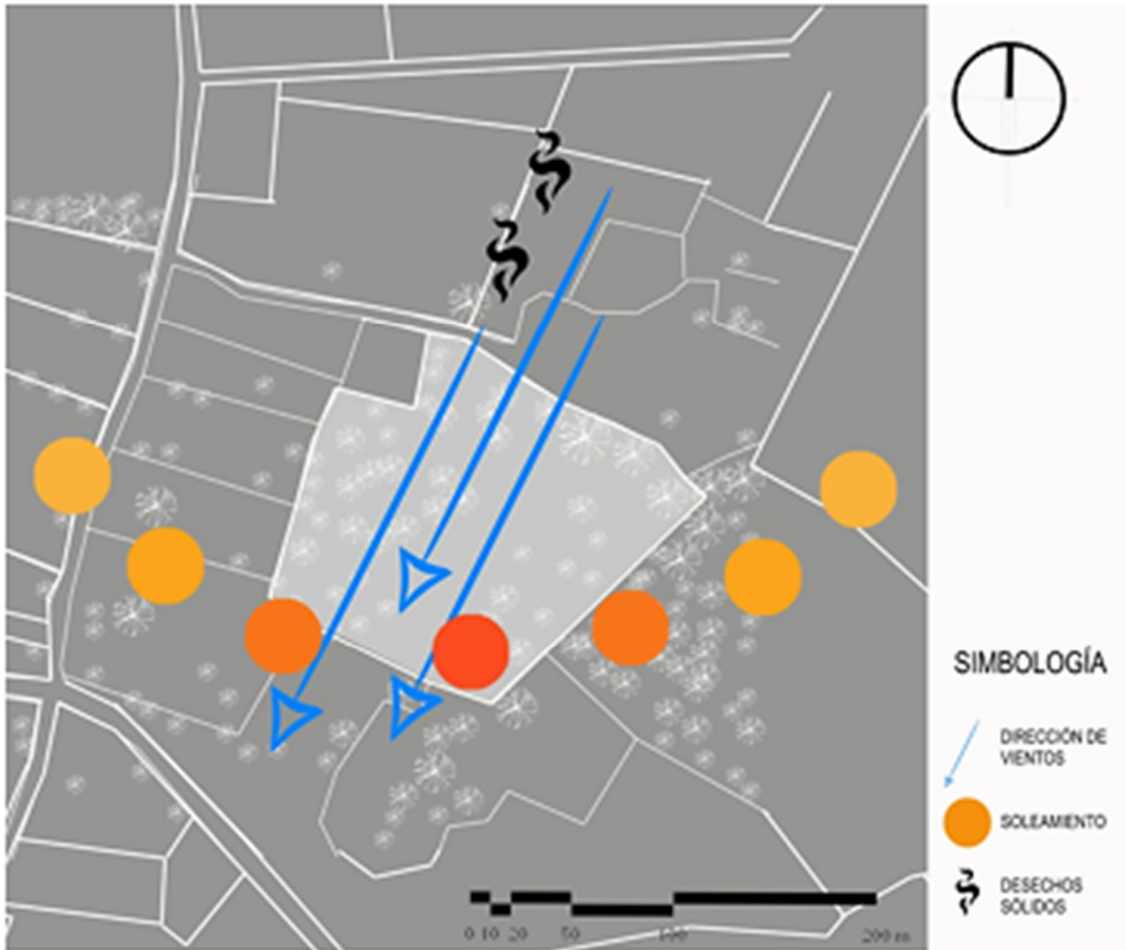 SIMBOLOGÍA
DIRECCIÓN DE
VIENTOS
SOLEAMIENTO
DESECHOS
SÓLIDOS
0 10 20 50 100 200 m